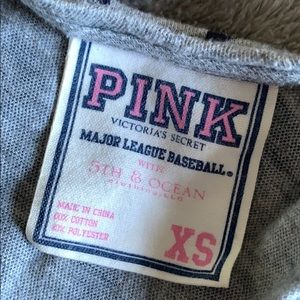 PINK
VICTORIA'S SECRET
MAJOR LEAGUE BASEBALL®
WITH
5TH & OCEAN
MADE IN CHINA
60% COTTON
40% POLYESTER
XS